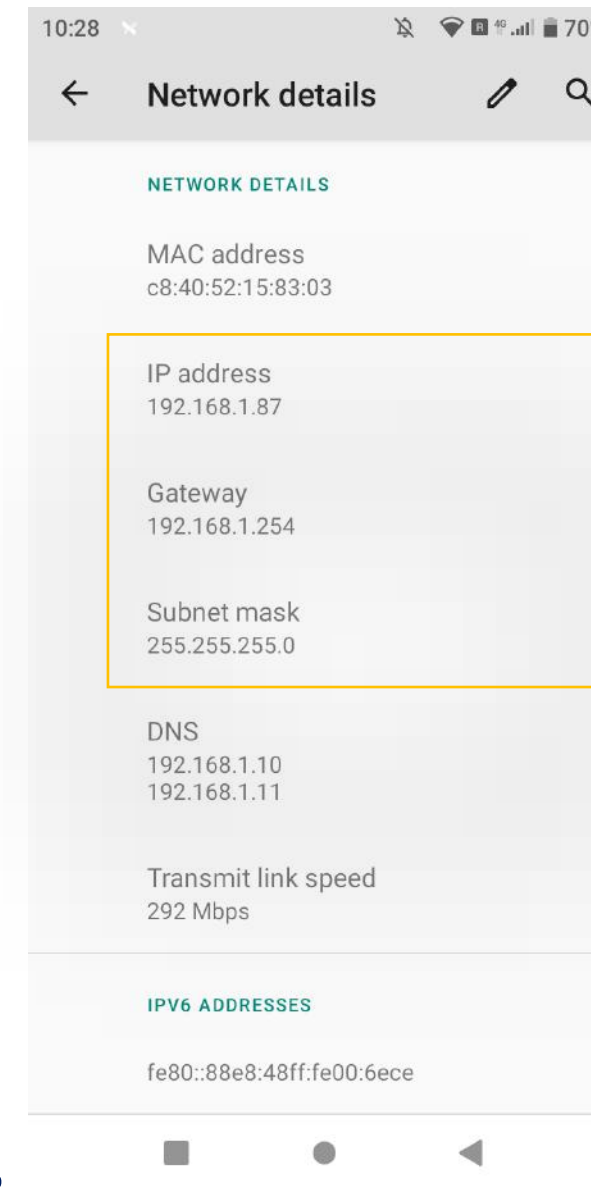 10:28 R 4G 70
Network details
NETWORK DETAILS
MAC address
c8:40:52:15:83:03
IP address
192.168.1.87
Gateway
192.168.1.254
Subnet mask
255.255.255.0
DNS
192.168.1.10
192.168.1.11
Transmit link speed
292 Mbps
IPV6 ADDRESSES
fe80::88e8:48ff:fe00:6ece